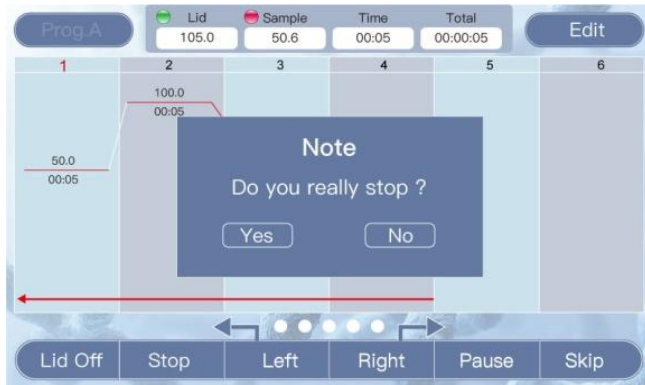 Prog.A
Lid Sample Time Total
105.0 50.6 00:05 00:00:05
Edit
1 2 3 4 5 6
100.0
00:05
50.0
00:05
Note
Do you really stop ?
Yes No
Lid Off Stop Left Right Pause Skip